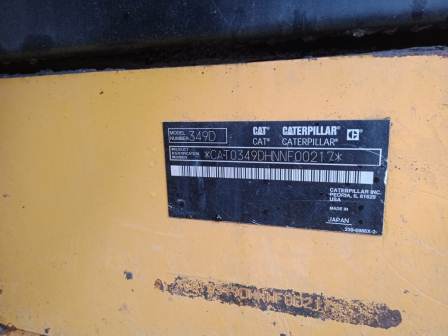 MODEL NUMBER 349D
CAT CATERPILLAR
CAT® CATERPILLAR®
PRODUCT IDENTIFICATION NUMBER *CAT0349DHNNF00217*
CATERPILLAR INC.
PEORIA, IL 61629
USA
MADE IN
JAPAN